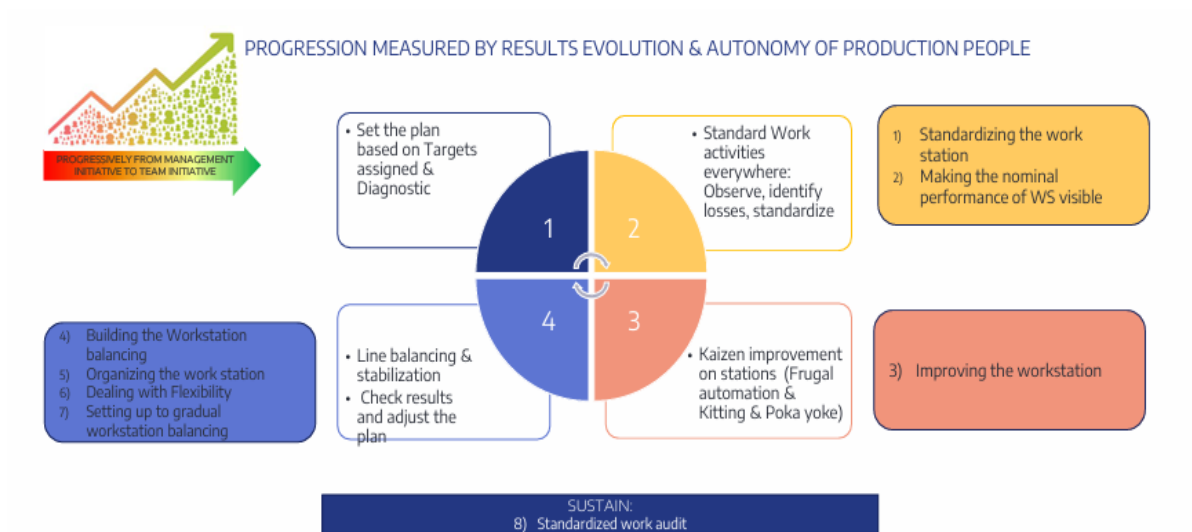 PROGRESSION MEASURED BY RESULTS EVOLUTION & AUTONOMY OF PRODUCTION PEOPLE
PROGRESSIVELY FROM MANAGEMENT
INITIATIVE TO TEAM INITIATIVE
• Set the plan
based on Targets
assigned &
Diagnostic
1
2
• Standard Work
activities
everywhere:
Observe, identify
losses, standardize
1) Standardizing the work
station
2) Making the nominal
performance of WS visible
4) Building the Workstation
balancing
5) Organizing the work station
6) Dealing with Flexibility
7) Setting up to gradual
workstation balancing
• Line balancing &
stabilization
• Check results
and adjust the
plan
4
3
• Kaizen improvement
on stations (Frugal
automation &
Kitting & Poka yoke)
3) Improving the workstation
SUSTAIN:
8) Standardized work audit